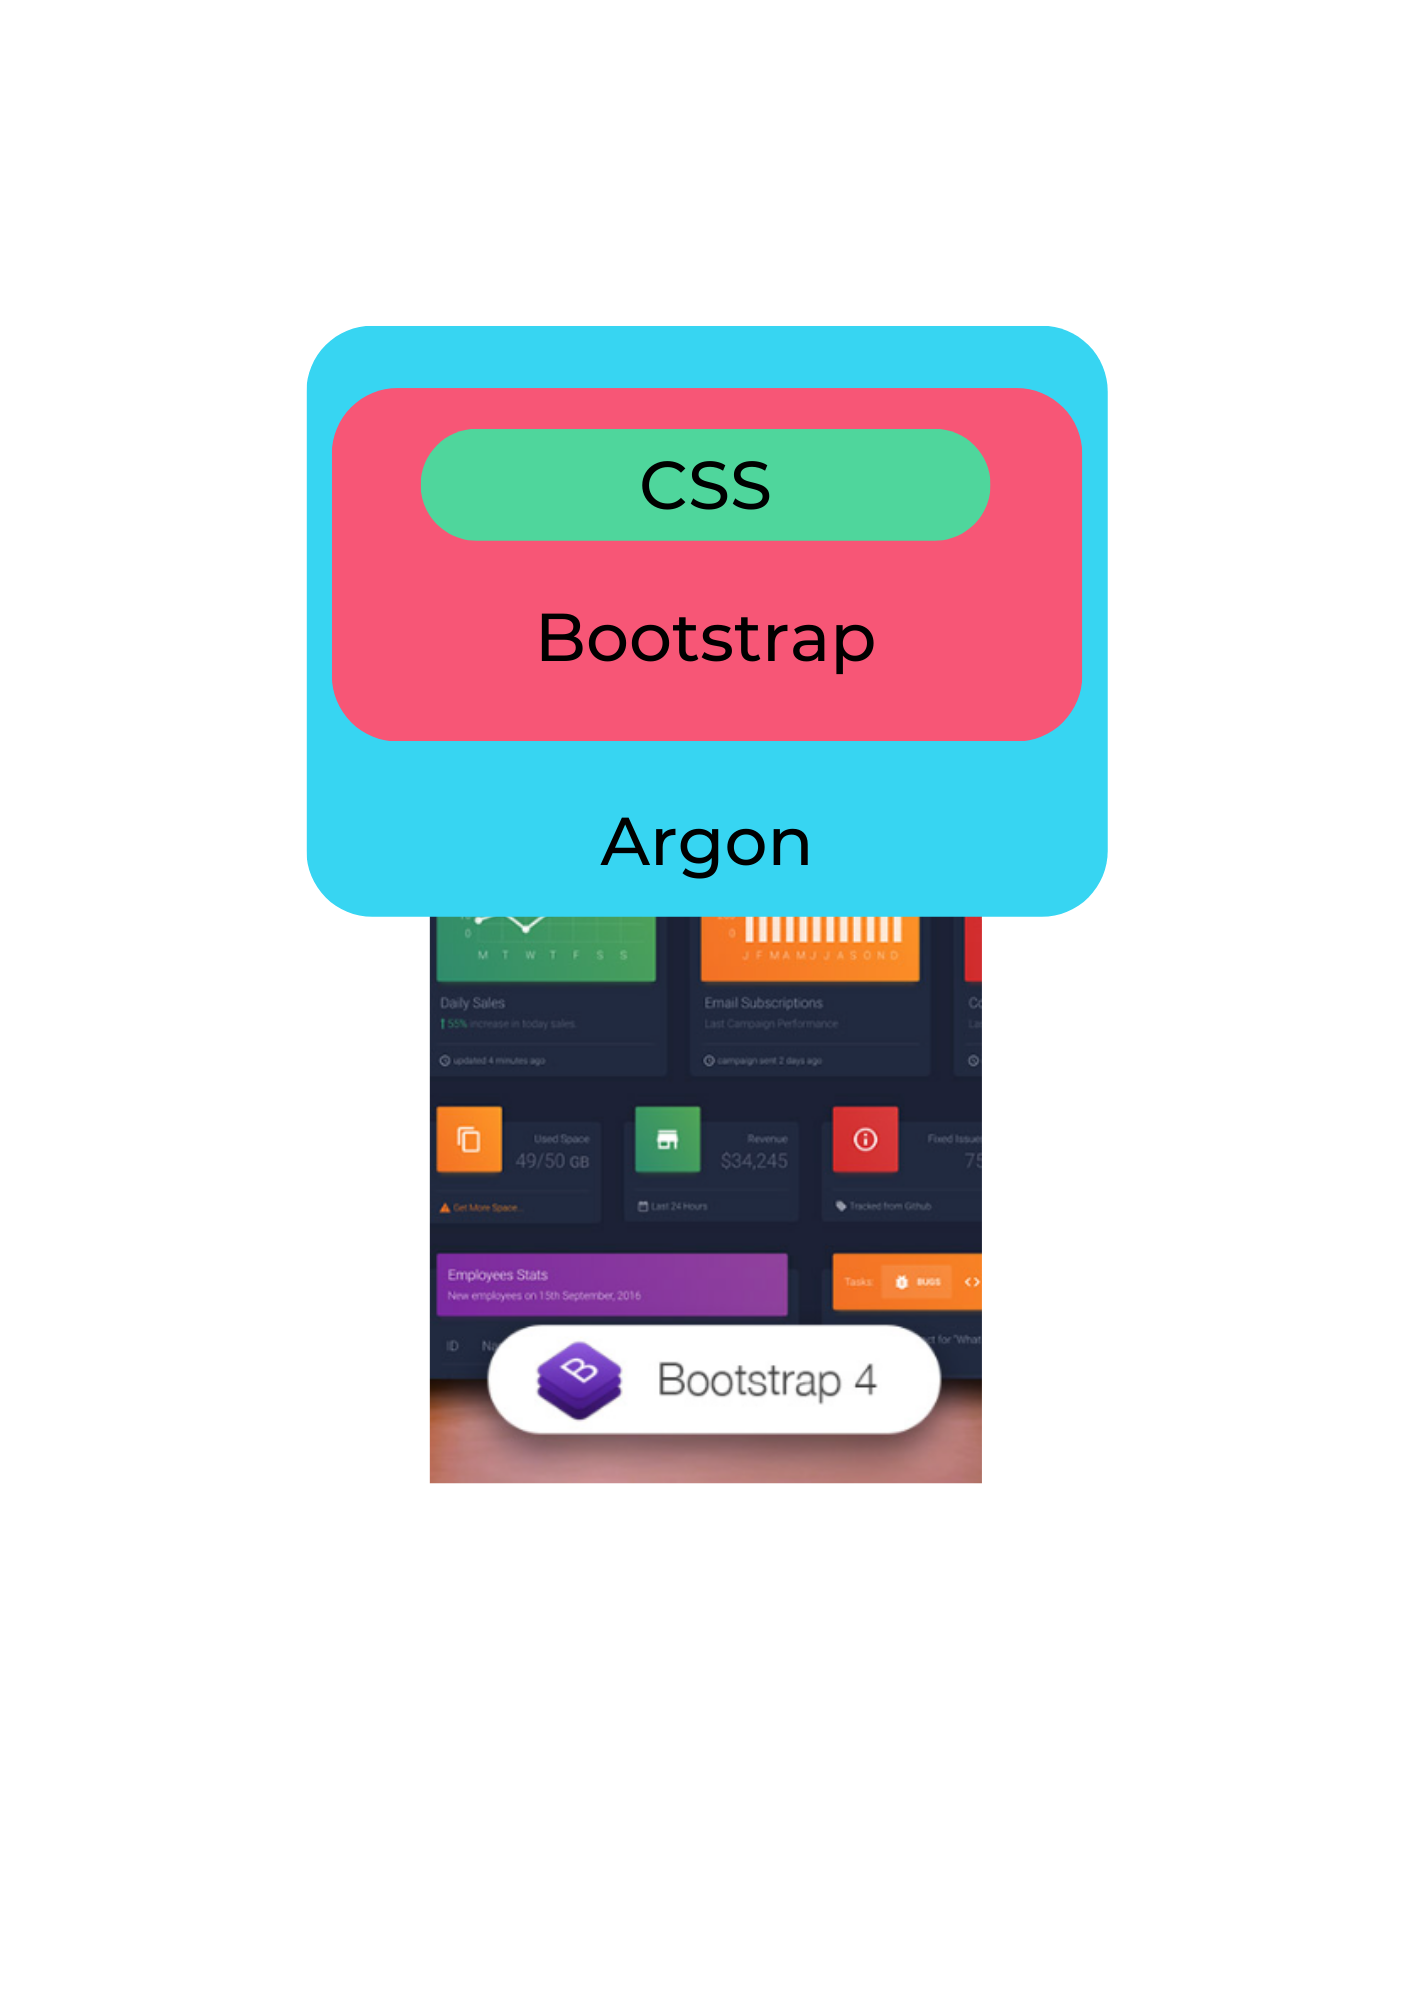 CSS
Bootstrap
Argon
0
0
M T W T F S S
J F M A M J J A S O N D
Daily Sales
Email Subscriptions
55% increase in today sales.
Last Campaign Performance
updated 4 minutes ago
campaign sent 2 days ago
Used Space
49/50 GB
Revenue
$34,245
Fixed Issues
75
Get More Space...
Last 24 Hours
Tracked from Github
Employees Stats
New employees on 15th September, 2016
Tasks:
BUGS
<>
ID
for "What
B
Bootstrap 4